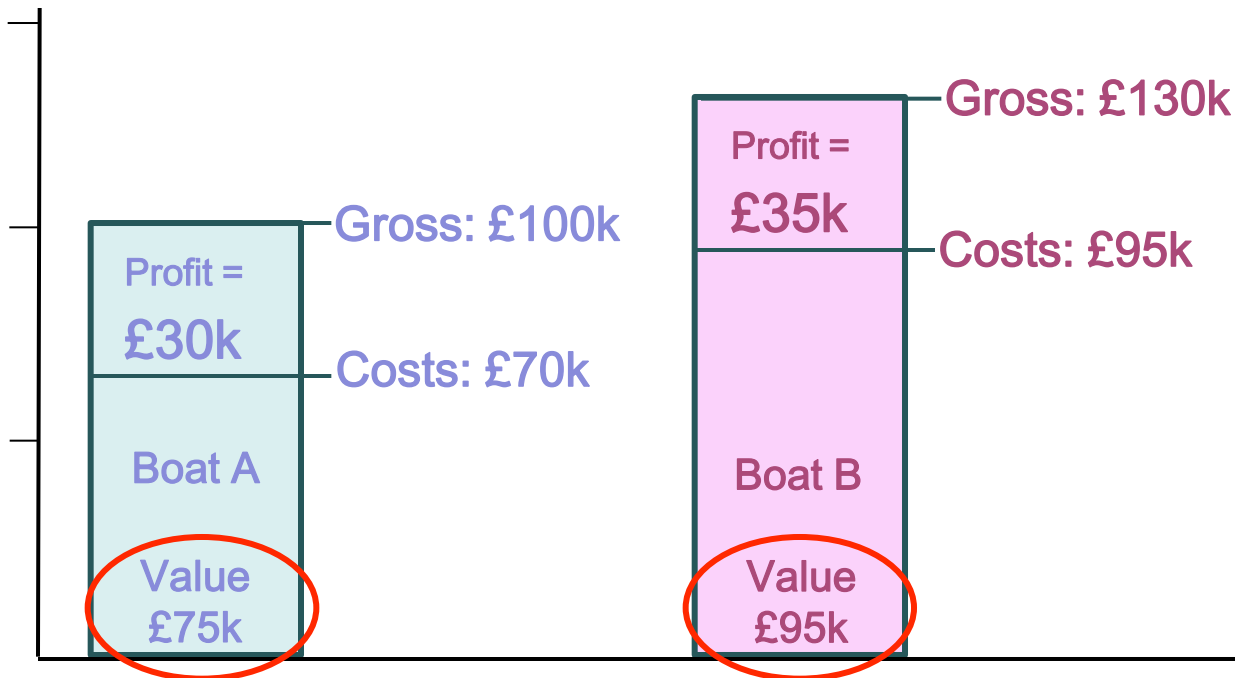 Gross: £130k
Profit =
£35k
Gross: £100k
Costs: £95k
Profit =
£30k
Costs: £70k
Boat A
Boat B
Value
£75k
Value
£95k